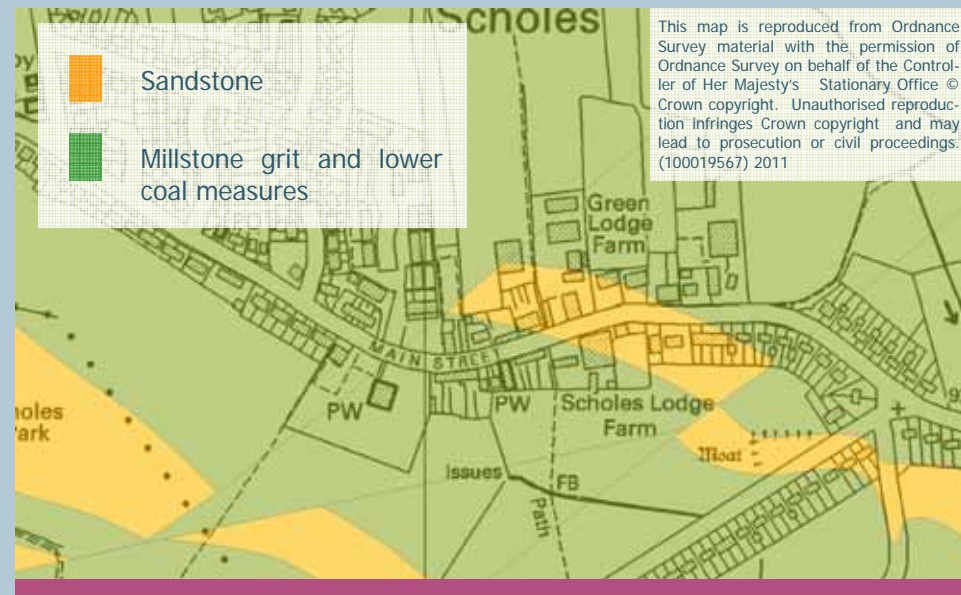 Scholes
This map is reproduced from Ordnance
Survey material with the permission of
Ordnance Survey on behalf of the Control-
ler of Her Majesty's Stationary Office ©
Crown copyright. Unauthorised reproduc-
tion infringes Crown copyright and may
lead to prosecution or civil proceedings.
(100019567) 2011
Sandstone
Millstone grit and lower
coal measures
Green
Lodge
Farm
MAIN STREET
PW
PW
Scholes Lodge
Farm
holes
Park
Moat
Issues
FB
Path